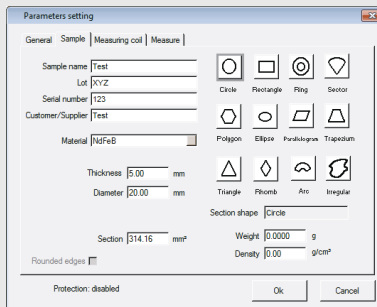 Parameters setting
General Sample Measuring coil Measure
Sample name Test
Lot XYZ
Serial number 123
Customer/Supplier Test
Material NdFeB
Circle Rectangle Ring Sector
Polygon Ellipse Parallelogram Trapezium
Triangle Rhomb Arc Irregular
Thickness 5.00 mm
Diameter 20.00 mm
Section shape Circle
Section 314.16 mm²
Weight 0.0000 g
Density 0.00 g/cm³
Rounded edges
Protection: disabled
Ok Cancel